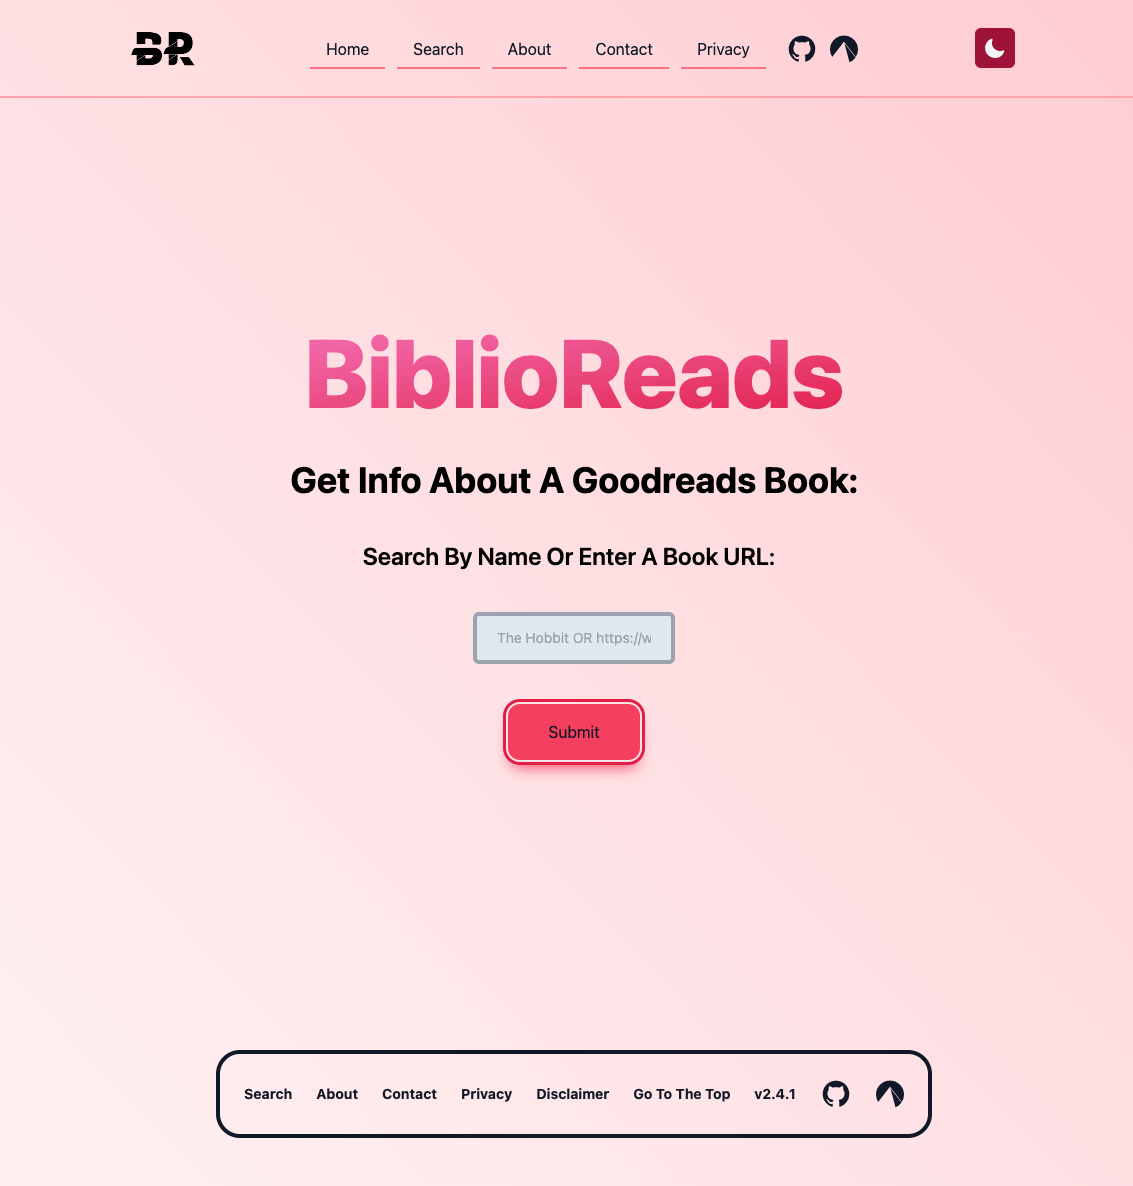 BR
Home Search About Contact Privacy
BiblioReads
Get Info About A Goodreads Book:
Search By Name Or Enter A Book URL:
The Hobbit OR https://w
Submit
Search About Contact Privacy Disclaimer Go To The Top v2.4.1